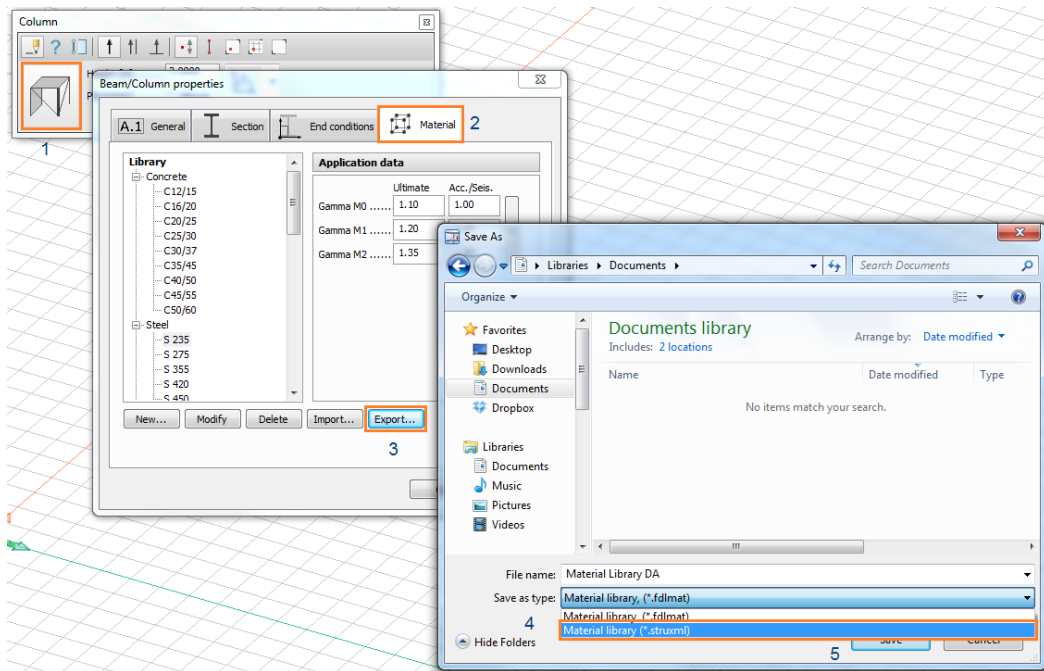 Column
1
Beam/Column properties
A.1 General
Section
End conditions
Material
2
Library
Concrete
C12/15
C16/20
C20/25
C25/30
C30/37
C35/45
C40/50
C45/55
C50/60
Steel
S 235
S 275
S 355
S 420
S 450
Application data
Ultimate Acc./Seis.
Gamma M0 ...... 1.10 1.00
Gamma M1 ...... 1.20
Gamma M2 ...... 1.35
New... Modify Delete Import... Export...
3
Save As
Libraries Documents
Search Documents
Organize
Favorites
Desktop
Downloads
Documents
Dropbox
Libraries
Documents
Music
Pictures
Videos
Documents library
Includes: 2 locations
Arrange by: Date modified
Name Date modified Type
No items match your search.
File name: Material Library DA
Save as type: Material library, (*.fdlmat)
Material library, (*.fdlmat)
Material library (*.struxml)
4
Hide Folders
5
Save Cancel